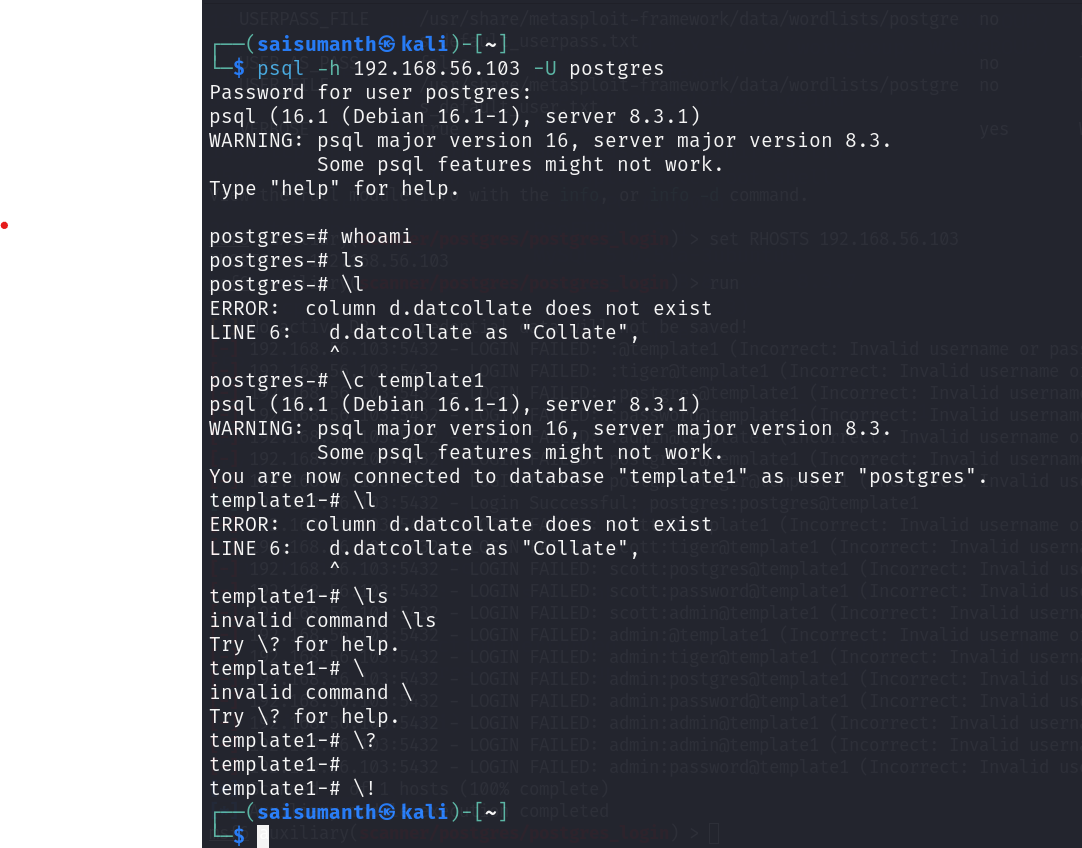 ┌──(saisumanth㉿kali)-[~]
└─$ psql -h 192.168.56.103 -U postgres
Password for user postgres:
psql (16.1 (Debian 16.1-1), server 8.3.1)
WARNING: psql major version 16, server major version 8.3.
         Some psql features might not work.
Type "help" for help.

postgres=# whoami
postgres-# ls
postgres-# \l
ERROR:  column d.datcollate does not exist
LINE 6:   d.datcollate as "Collate",
          ^
postgres-# \c template1
psql (16.1 (Debian 16.1-1), server 8.3.1)
WARNING: psql major version 16, server major version 8.3.
         Some psql features might not work.
You are now connected to database "template1" as user "postgres".
template1-# \l
ERROR:  column d.datcollate does not exist
LINE 6:   d.datcollate as "Collate",
          ^
template1-# \ls
invalid command \ls
Try \? for help.
template1-# \
invalid command \
Try \? for help.
template1-# \?
template1-#
template1-# \!
┌──(saisumanth㉿kali)-[~]
└─$